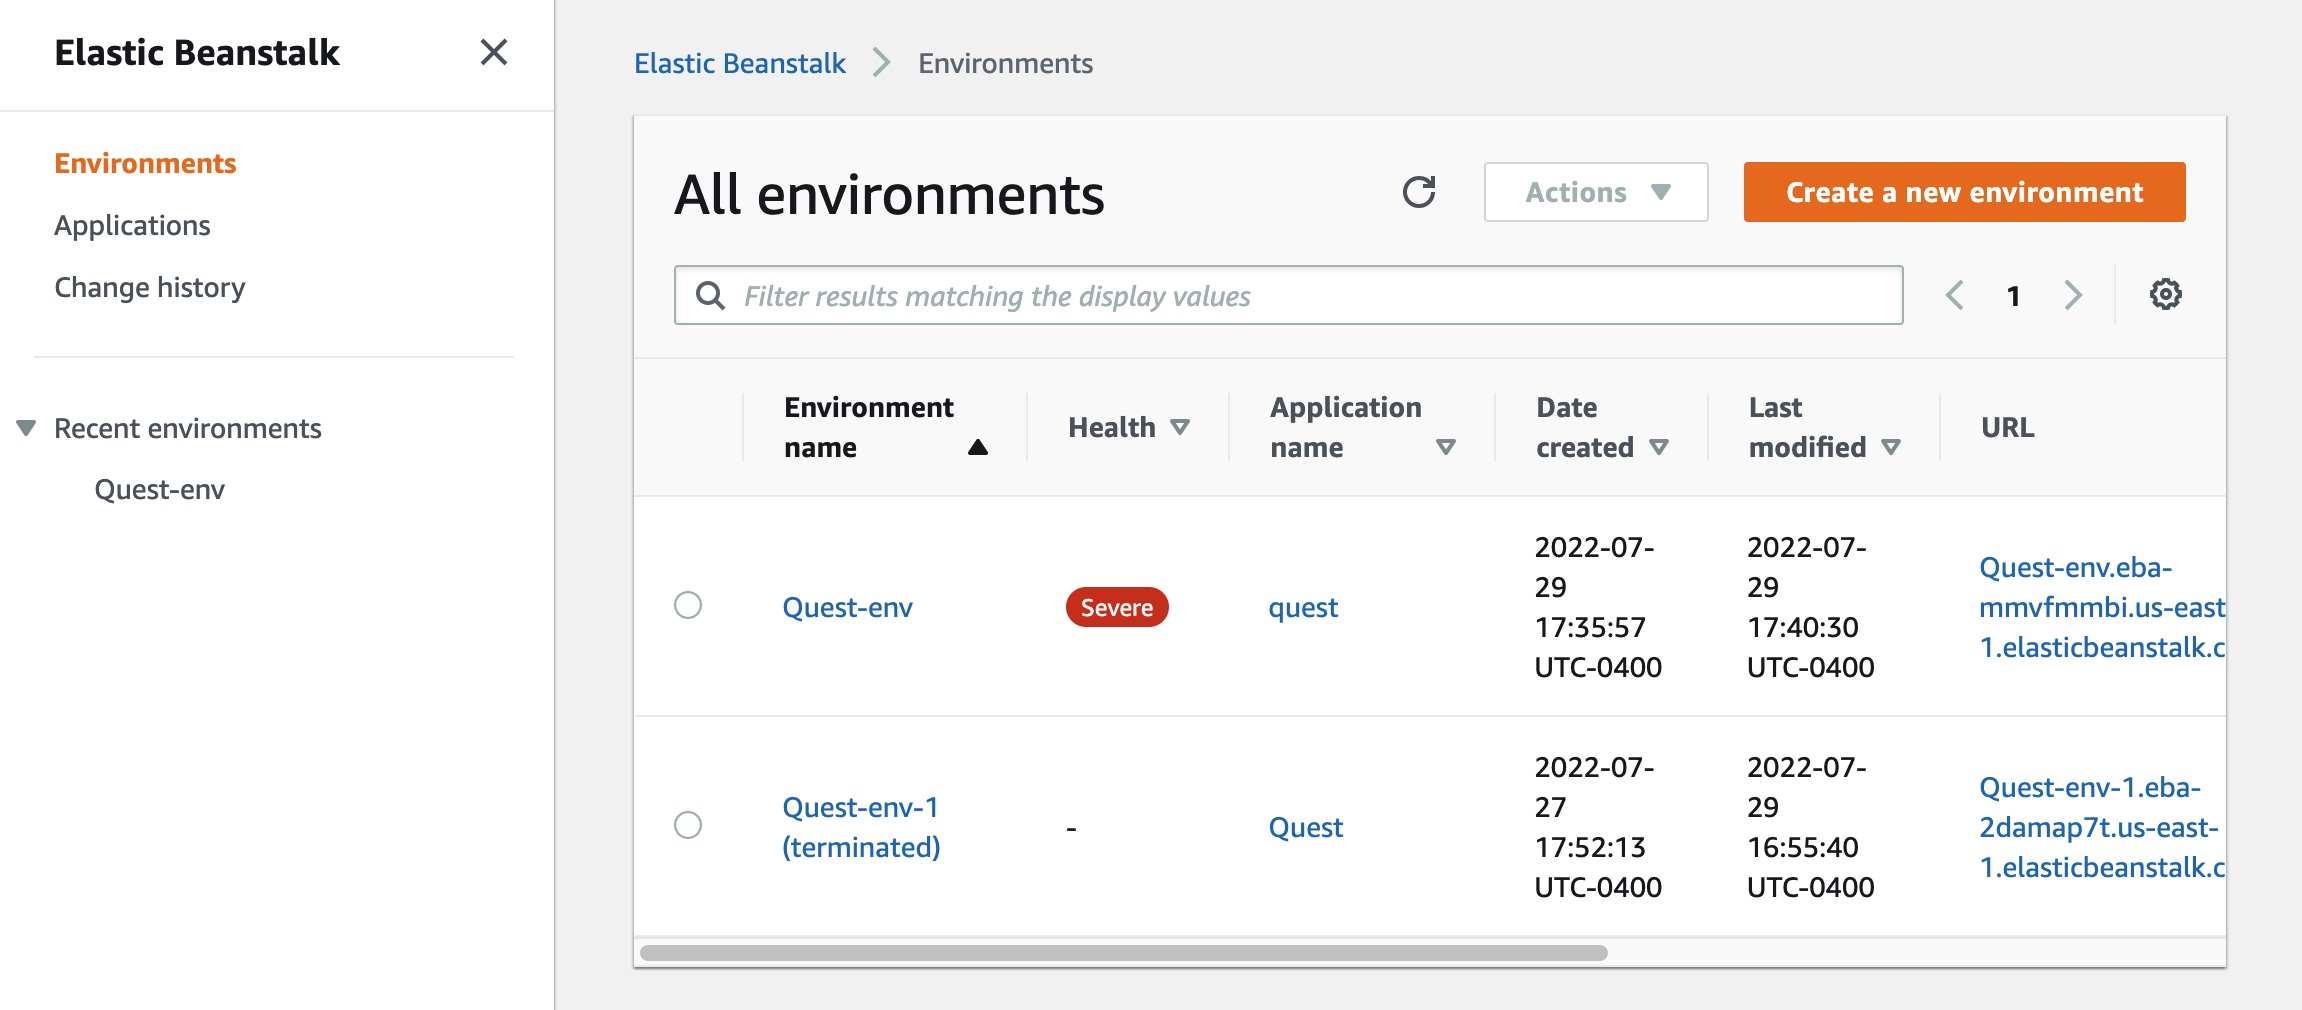 Elastic Beanstalk
Environments
Applications
Change history
Recent environments
Quest-env
Elastic Beanstalk
Environments
All environments
Actions
Create a new environment
Filter results matching the display values
1
Environment
name
Health
Application
name
Date
created
Last
modified
URL
Quest-env
Severe
quest
2022-07-
29
17:35:57
UTC-0400
2022-07-
29
17:40:30
UTC-0400
Quest-env.eba-
mmvfmmbi.us-east
1.elasticbeanstalk.c
Quest-env-1
(terminated)
-
Quest
2022-07-
27
17:52:13
UTC-0400
2022-07-
29
16:55:40
UTC-0400
Quest-env-1.eba-
2damap7t.us-east-
1.elasticbeanstalk.c